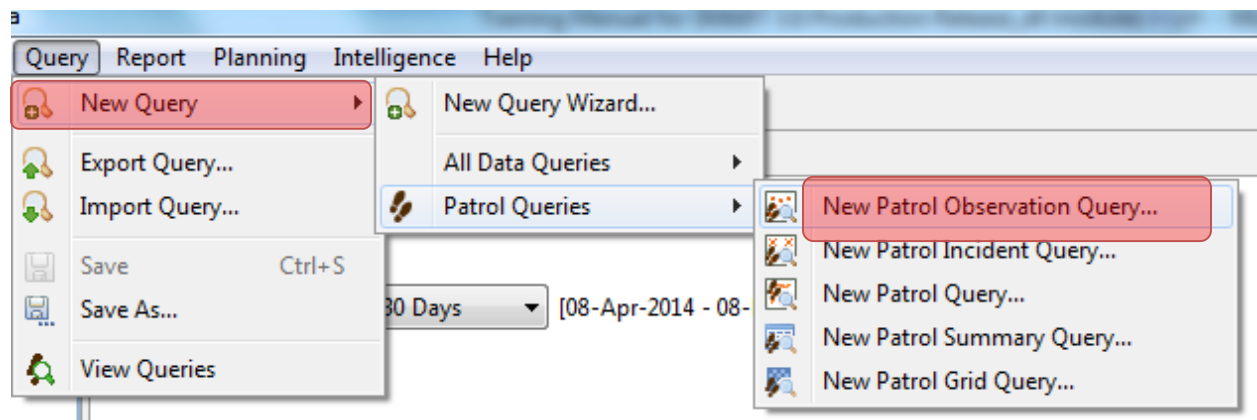 a
Query Report Planning Intelligence Help
New Query
New Query Wizard...
Export Query...
All Data Queries
Import Query...
Patrol Queries
New Patrol Observation Query...
New Patrol Incident Query...
Save Ctrl+S
New Patrol Query...
Save As...
30 Days [08-Apr-2014 - 08-
New Patrol Summary Query...
View Queries
New Patrol Grid Query...